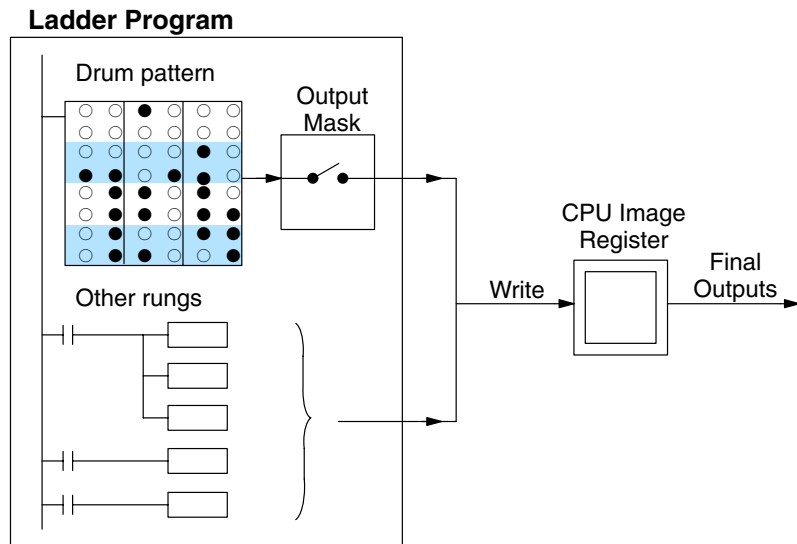 Ladder Program
Drum pattern
Output
Mask
CPU Image
Register
Final
Outputs
Write
Other rungs